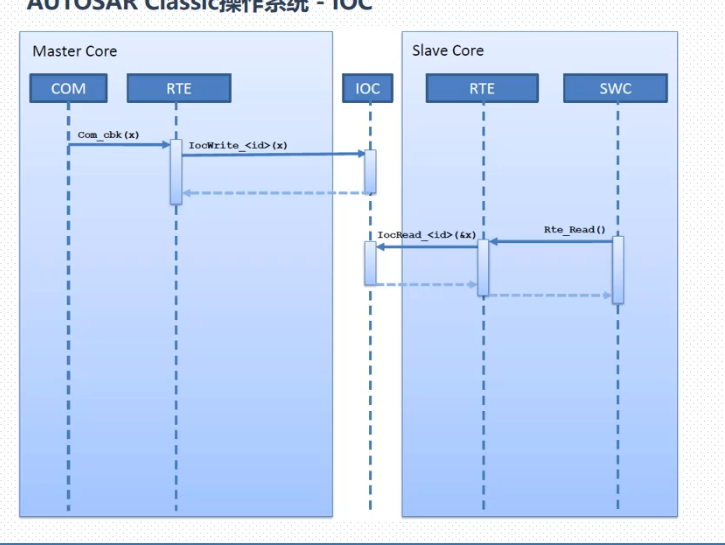 AUTOSAR Classic操作系统 - IOC
Master Core
Slave Core
COM
RTE
IOC
RTE
SWC
Com_cbk(x)
IocWrite_<id>(x)
IocRead_<id>(&x)
Rte_Read()